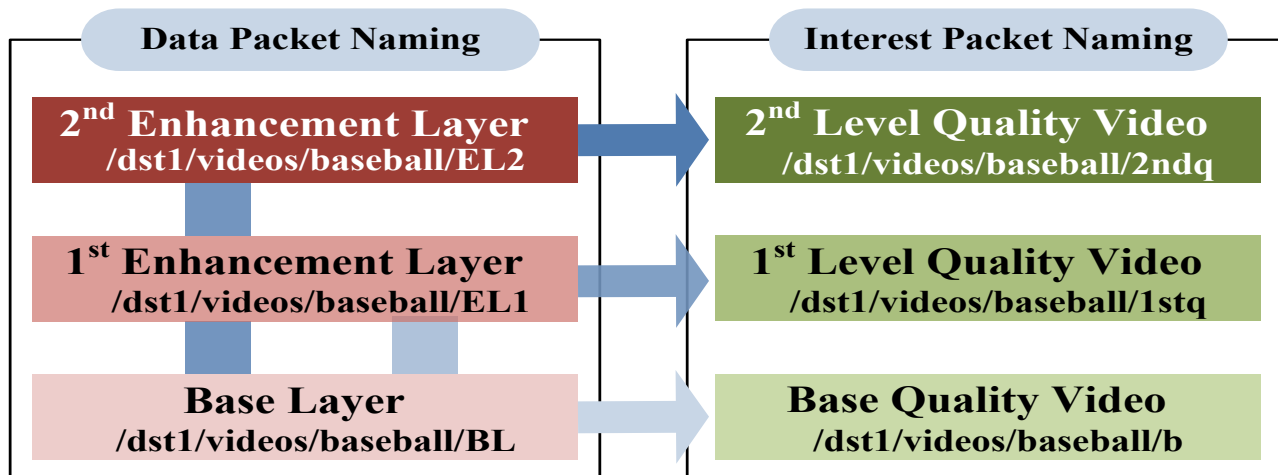 Data Packet Naming
2nd Enhancement Layer
/dst1/videos/baseball/EL2
1st Enhancement Layer
/dst1/videos/baseball/EL1
Base Layer
/dst1/videos/baseball/BL
Interest Packet Naming
2nd Level Quality Video
/dst1/videos/baseball/2ndq
1st Level Quality Video
/dst1/videos/baseball/1stq
Base Quality Video
/dst1/videos/baseball/b